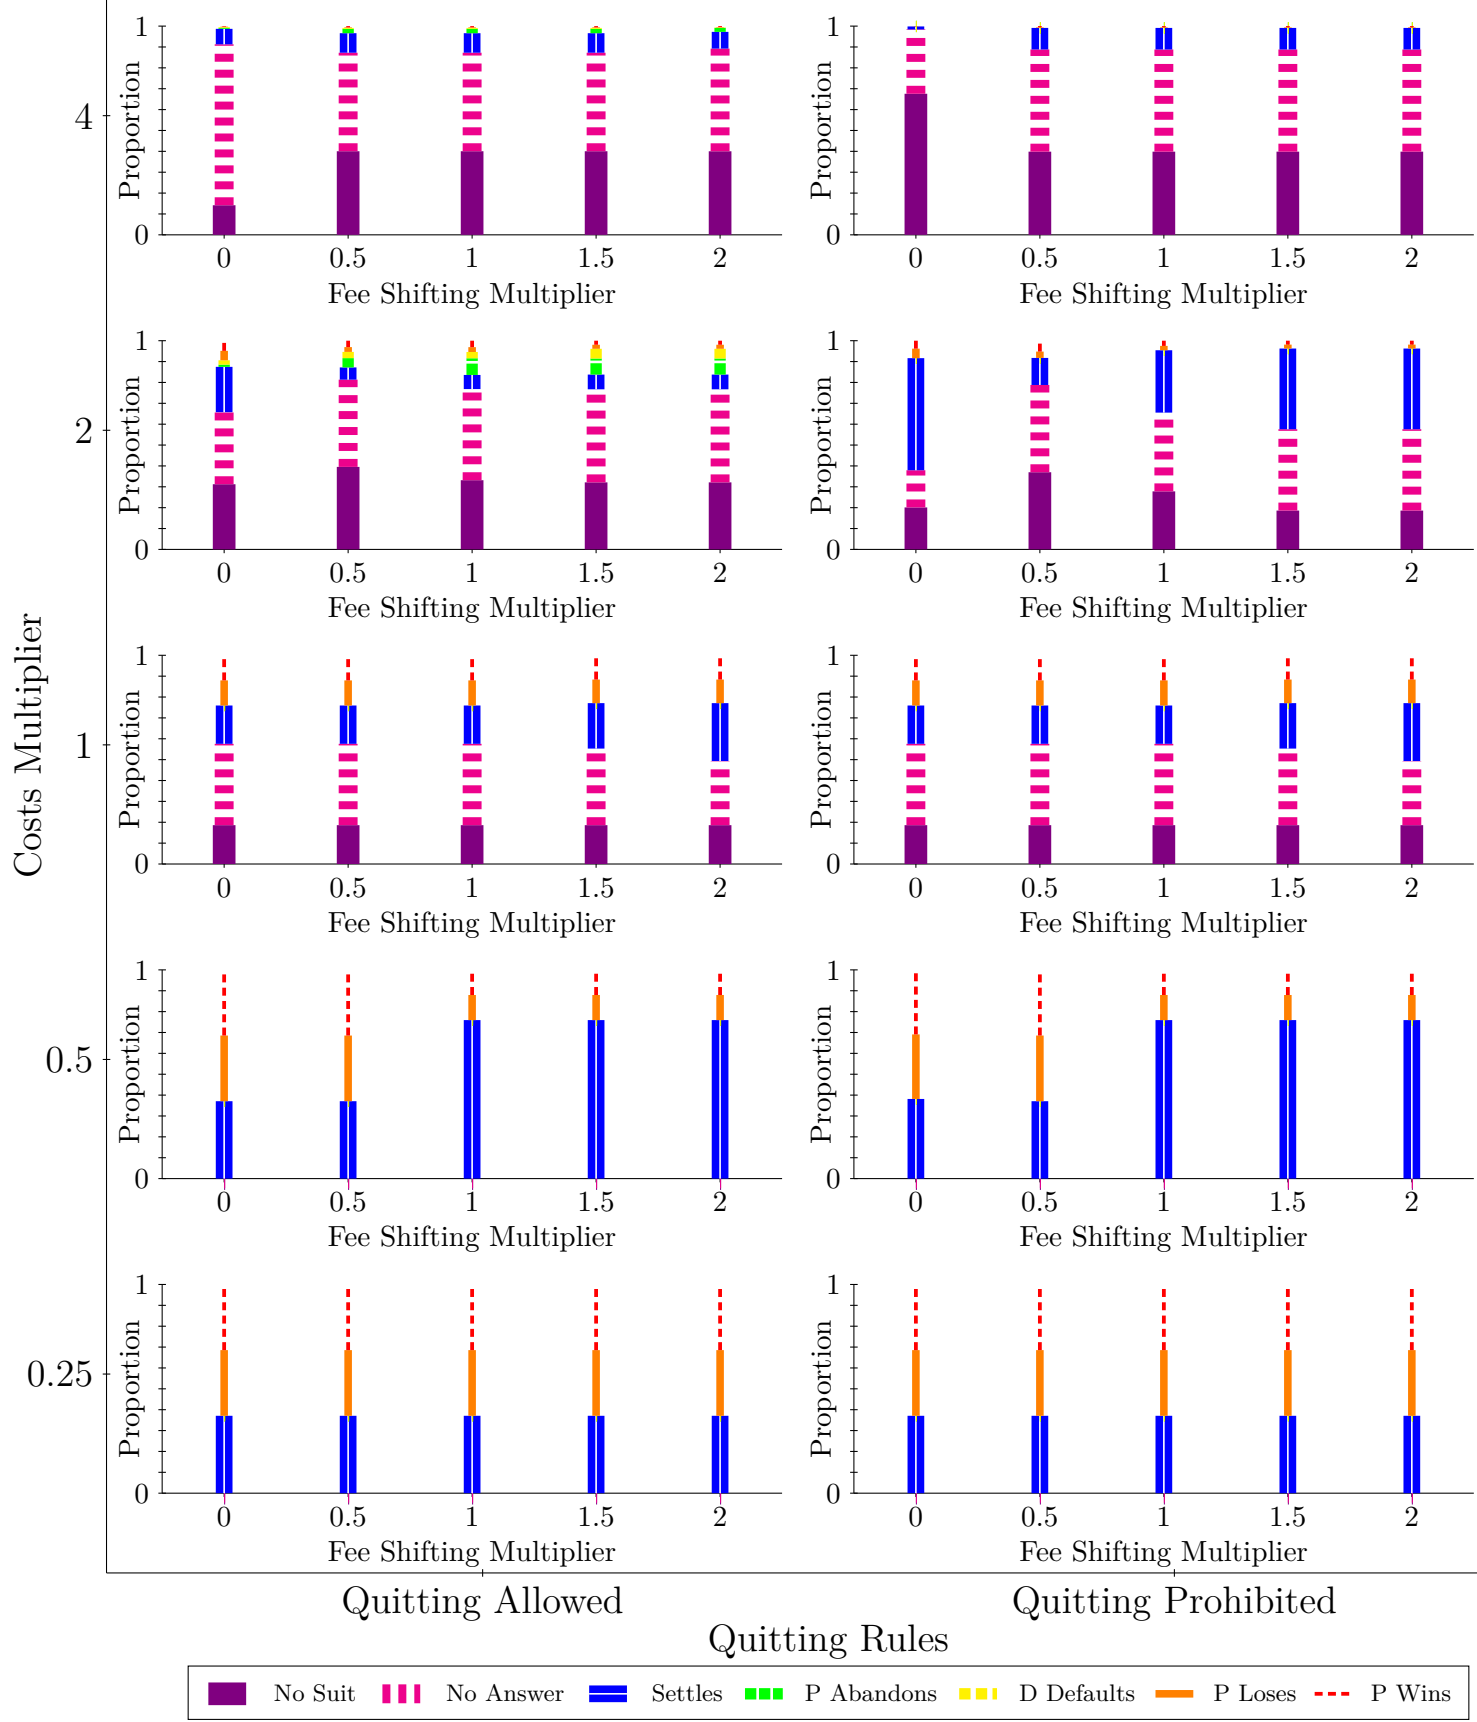 1 1
Proportion Proportion
4
0 0
0 0.5 1 1.5 2 0 0.5 1 1.5 2
Fee Shifting Multiplier Fee Shifting Multiplier
1 1
Proportion Proportion
2
0 0
0 0.5 1 1.5 2 0 0.5 1 1.5 2
Fee Shifting Multiplier Fee Shifting Multiplier
Costs Multiplier
1 1
Proportion Proportion
1
0 0
0 0.5 1 1.5 2 0 0.5 1 1.5 2
Fee Shifting Multiplier Fee Shifting Multiplier
1 1
Proportion Proportion
0.5
0 0
0 0.5 1 1.5 2 0 0.5 1 1.5 2
Fee Shifting Multiplier Fee Shifting Multiplier
1 1
Proportion Proportion
0.25
0 0
0 0.5 1 1.5 2 0 0.5 1 1.5 2
Fee Shifting Multiplier Fee Shifting Multiplier
Quitting Allowed Quitting Prohibited
Quitting Rules
No Suit No Answer Settles P Abandons D Defaults P Loses P Wins